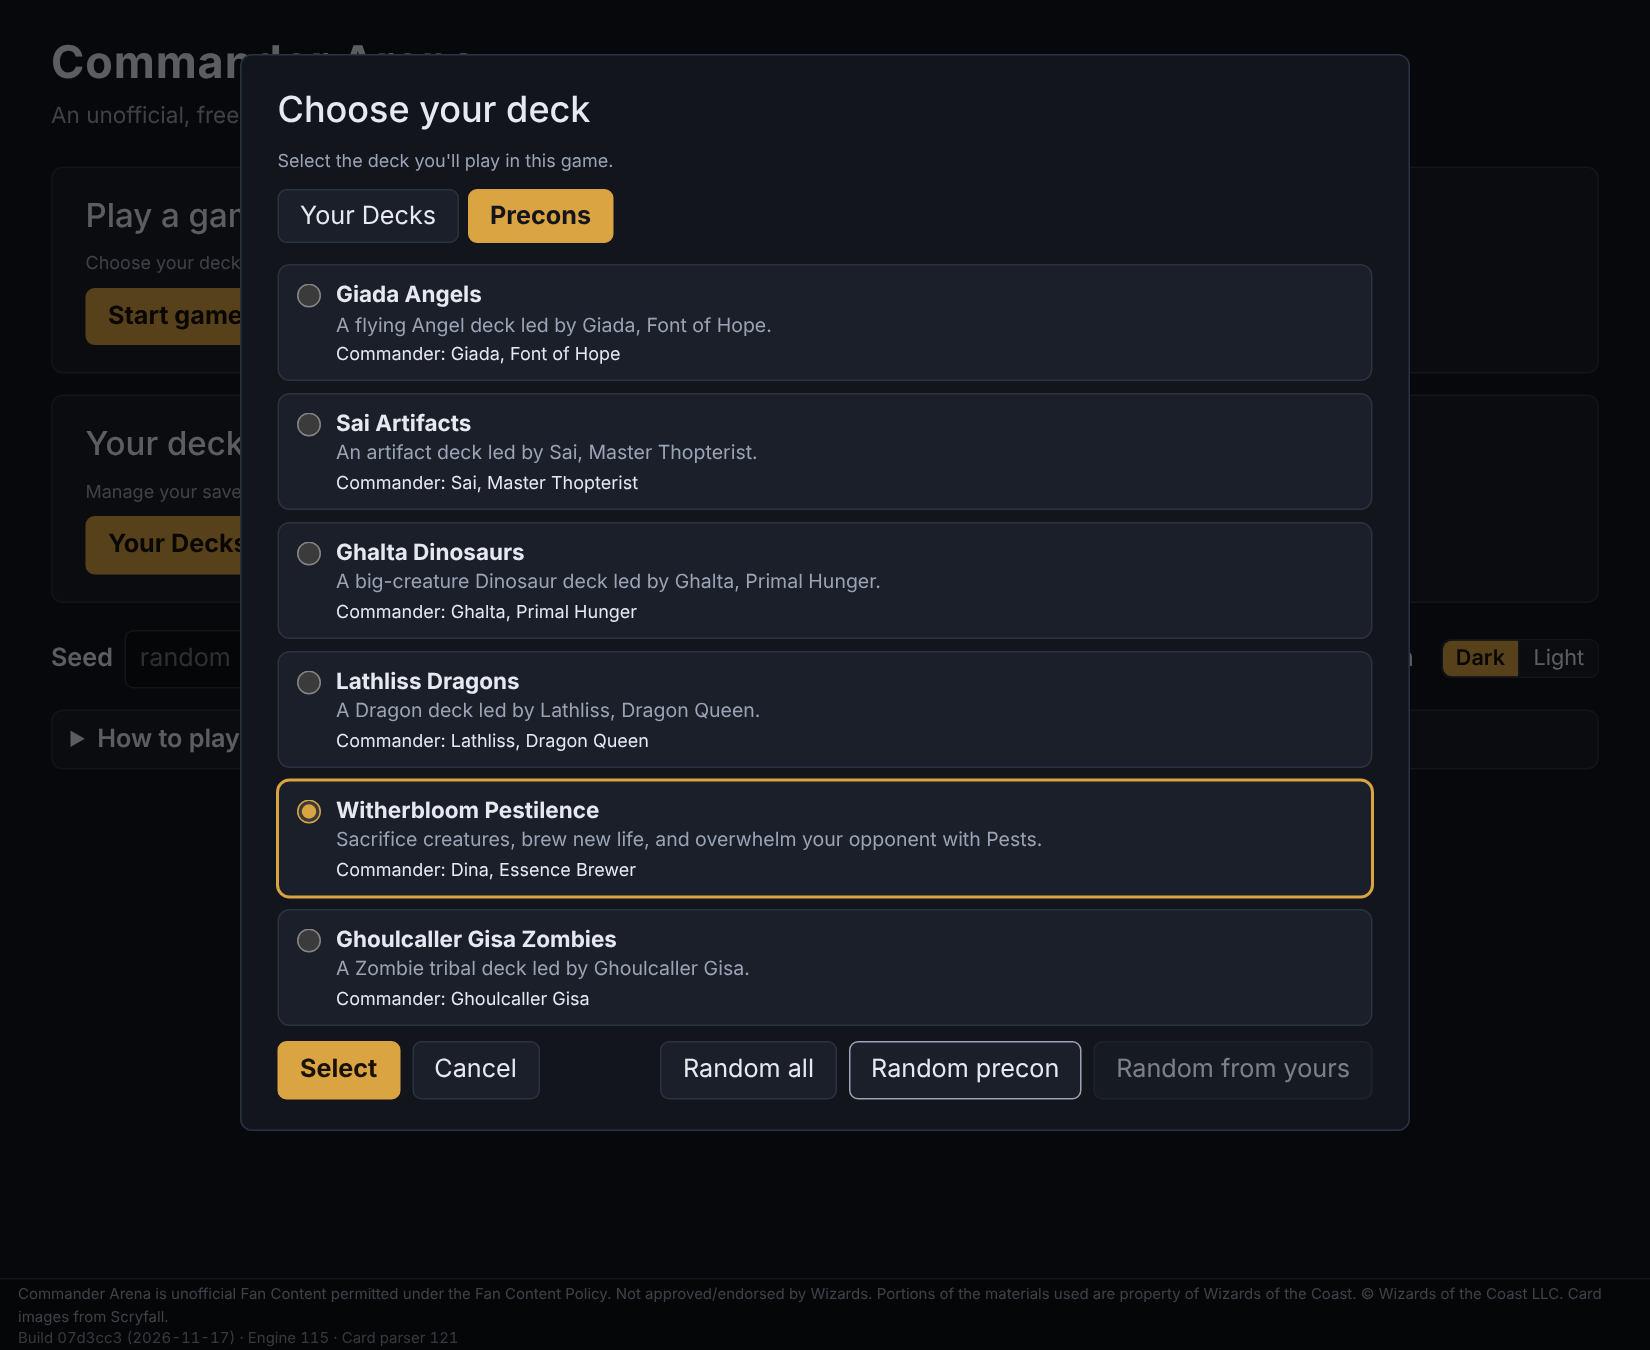 Comman
An unofficial, free
Choose your deck
Select the deck you'll play in this game.
Your Decks
Precons
Play a gar
Choose your deck
Start game
Giada Angels
A flying Angel deck led by Giada, Font of Hope.
Commander: Giada, Font of Hope
Sai Artifacts
An artifact deck led by Sai, Master Thopterist.
Commander: Sai, Master Thopterist
Your deck
Manage your save
Your Decks
Ghalta Dinosaurs
A big-creature Dinosaur deck led by Ghalta, Primal Hunger.
Commander: Ghalta, Primal Hunger
Seed random
Dark Light
Lathliss Dragons
A Dragon deck led by Lathliss, Dragon Queen.
Commander: Lathliss, Dragon Queen
How to play
Witherbloom Pestilence
Sacrifice creatures, brew new life, and overwhelm your opponent with Pests.
Commander: Dina, Essence Brewer
Ghoulcaller Gisa Zombies
A Zombie tribal deck led by Ghoulcaller Gisa.
Commander: Ghoulcaller Gisa
Select
Cancel
Random all
Random precon
Random from yours
Commander Arena is unofficial Fan Content permitted under the Fan Content Policy. Not approved/endorsed by Wizards. Portions of the materials used are property of Wizards of the Coast. © Wizards of the Coast LLC. Card
images from Scryfall.
Build 07d3cc3 (2026-11-17) · Engine 115 · Card parser 121